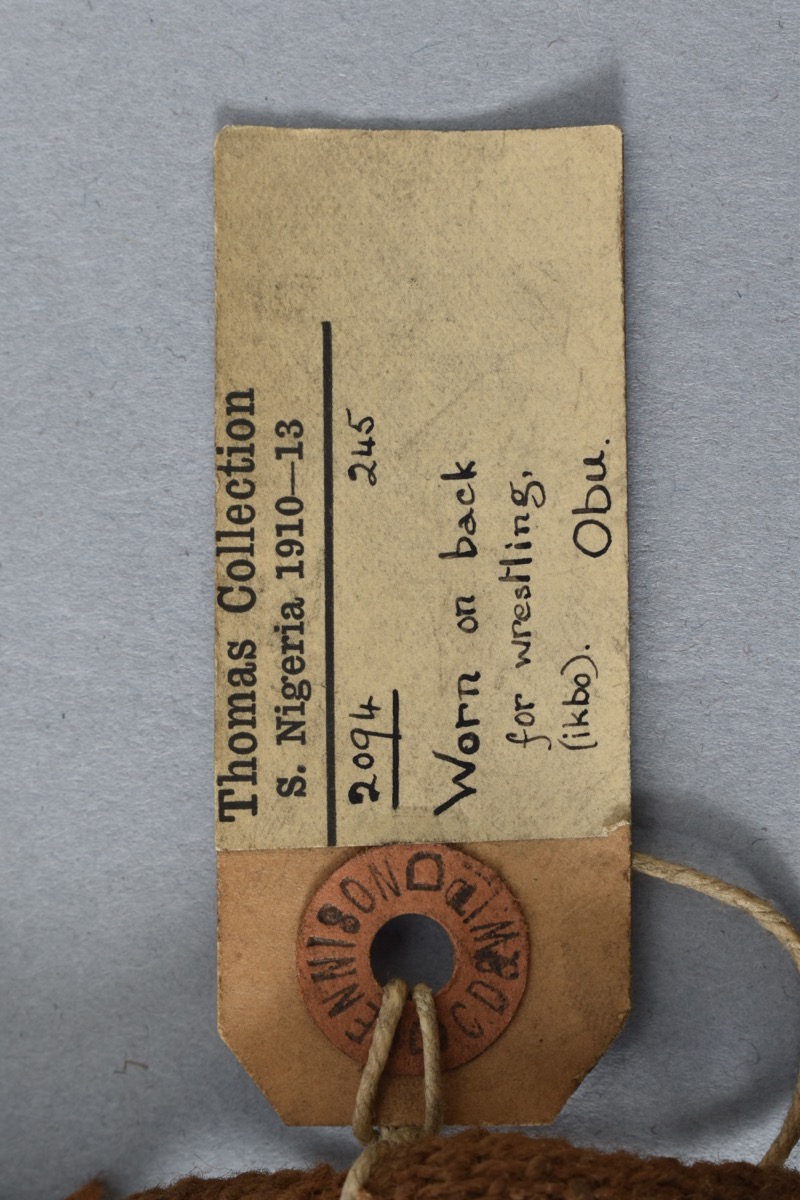 Thomas Collection
S. Nigeria 1910—13
2094 245
Worn on back
for wrestling,
(ikbo). Obu.